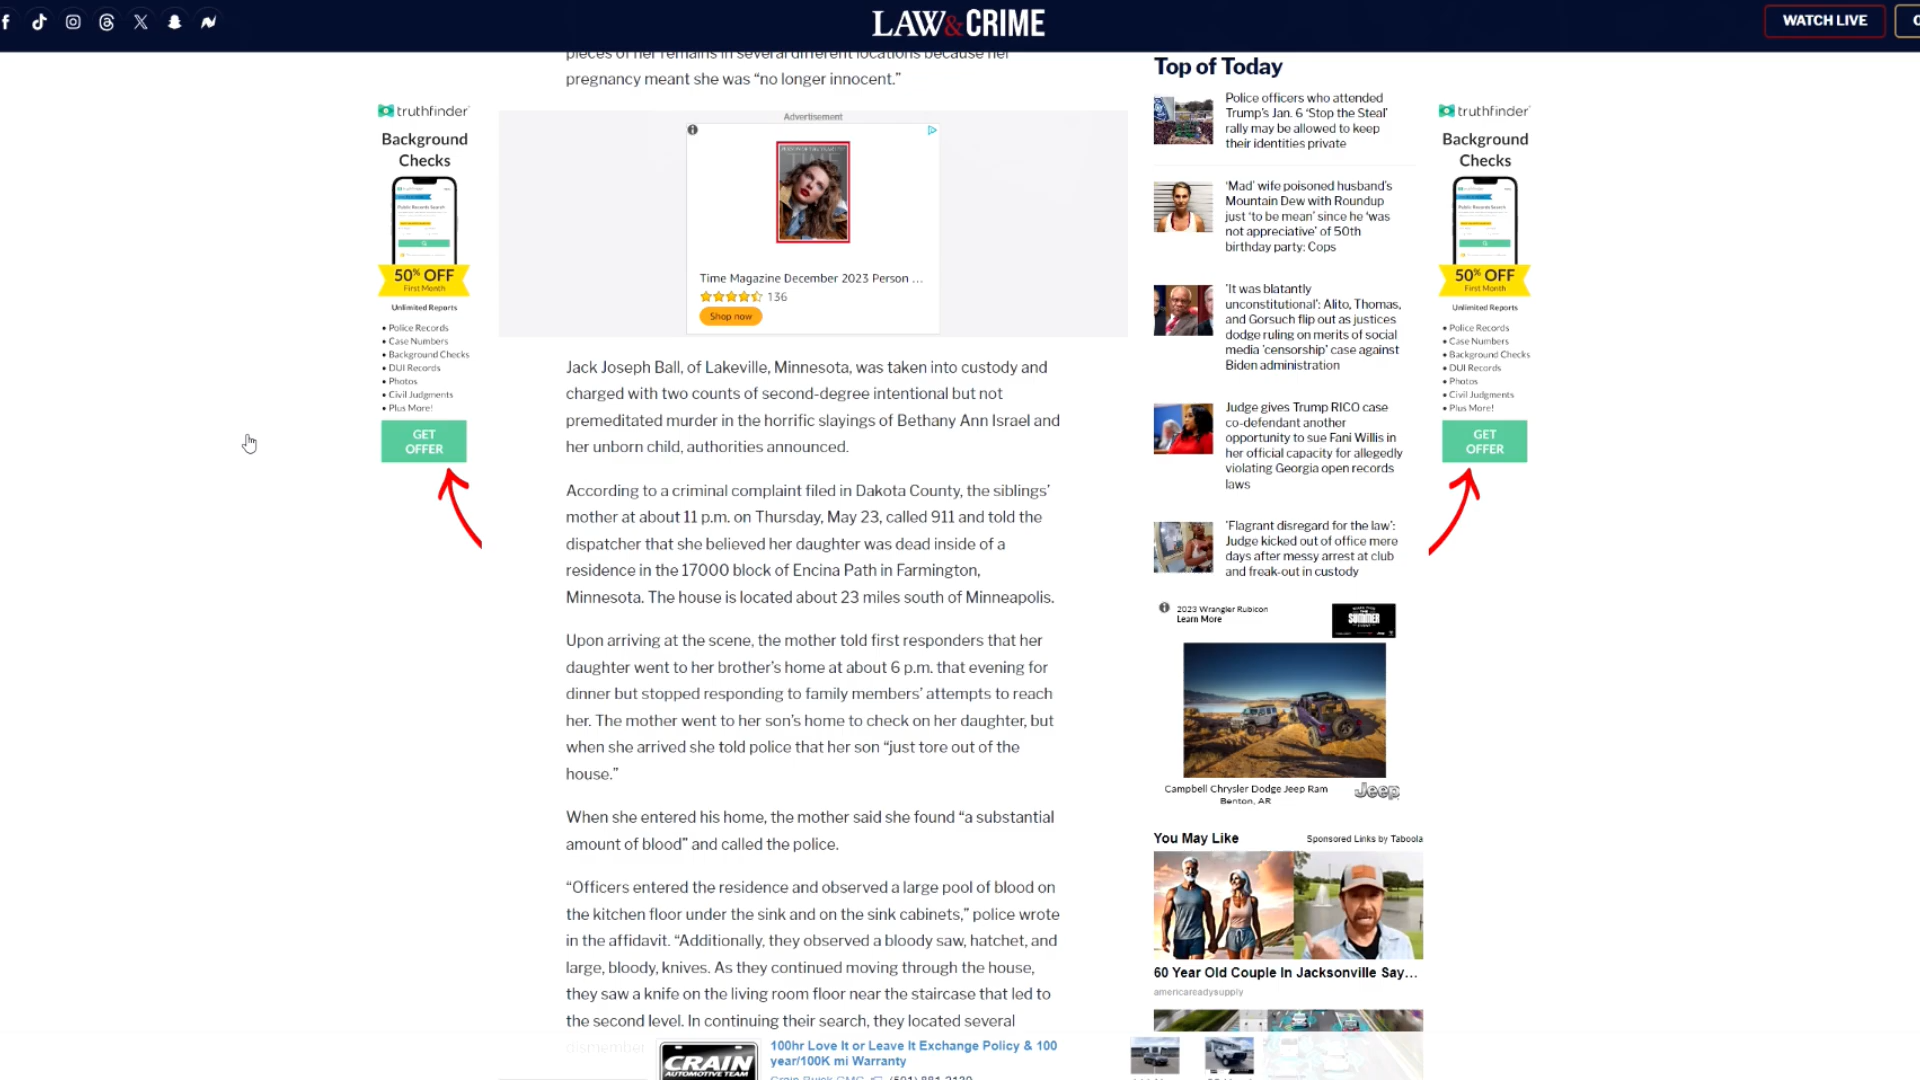 LAW&CRIME
WATCH LIVE
pieces of her remains in several different locations because her
pregnancy meant she was “no longer innocent.”
truthfinder
Background
Checks
50% OFF
First Month
Unlimited Reports
• Police Records
• Case Numbers
• Background Checks
• DUI Records
• Photos
• Civil Judgments
• Plus More!
GET
OFFER
Advertisement
TIME
Time Magazine December 2023 Person ...
136
Shop now
Jack Joseph Ball, of Lakeville, Minnesota, was taken into custody and
charged with two counts of second-degree intentional but not
premeditated murder in the horrific slayings of Bethany Ann Israel and
her unborn child, authorities announced.
According to a criminal complaint filed in Dakota County, the siblings’
mother at about 11 p.m. on Thursday, May 23, called 911 and told the
dispatcher that she believed her daughter was dead inside of a
residence in the 17000 block of Encina Path in Farmington,
Minnesota. The house is located about 23 miles south of Minneapolis.
Upon arriving at the scene, the mother told first responders that her
daughter went to her brother’s home at about 6 p.m. that evening for
dinner but stopped responding to family members’ attempts to reach
her. The mother went to her son’s home to check on her daughter, but
when she arrived she told police that her son “just tore out of the
house.”
When she entered his home, the mother said she found “a substantial
amount of blood” and called the police.
“Officers entered the residence and observed a large pool of blood on
the kitchen floor under the sink and on the sink cabinets,” police wrote
in the affidavit. “Additionally, they observed a bloody saw, hatchet, and
large, bloody, knives. As they continued moving through the house,
they saw a knife on the living room floor near the staircase that led to
the second level. In continuing their search, they located several
dismember
CRAIN
AUTOMOTIVE TEAM
100hr Love It or Leave It Exchange Policy & 100
year/100K mi Warranty
Crain Buick GMC
(501) 881-2130
Top of Today
Police officers who attended
Trump’s Jan. 6 ‘Stop the Steal’
rally may be allowed to keep
their identities private
‘Mad’ wife poisoned husband’s
Mountain Dew with Roundup
just ‘to be mean’ since he ‘was
not appreciative’ of 50th
birthday party: Cops
‘It was blatantly
unconstitutional’: Alito, Thomas,
and Gorsuch flip out as justices
dodge ruling on merits of social
media ‘censorship’ case against
Biden administration
Judge gives Trump RICO case
co-defendant another
opportunity to sue Fani Willis in
her official capacity for allegedly
violating Georgia open records
laws
‘Flagrant disregard for the law’:
Judge kicked out of office mere
days after messy arrest at club
and freak-out in custody
2023 Wrangler Rubicon
Learn More
SUMMER
Campbell Chrysler Dodge Jeep Ram
Benton, AR
Jeep
You May Like
Sponsored Links by Taboola
60 Year Old Couple In Jacksonville Say...
americareadysupply
truthfinder
Background
Checks
50% OFF
First Month
Unlimited Reports
• Police Records
• Case Numbers
• Background Checks
• DUI Records
• Photos
• Civil Judgments
• Plus More!
GET
OFFER